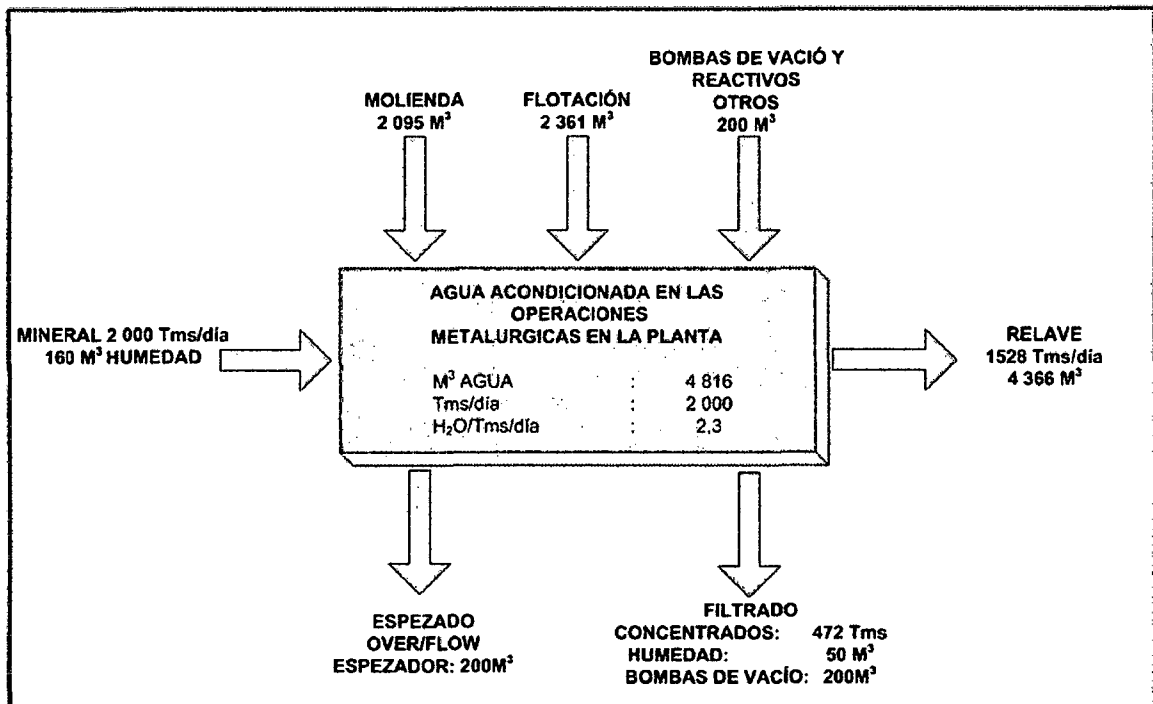 MOLIENDA
2 095 M³
FLOTACIÓN
2 361 M³
BOMBAS DE VACIÓ Y
REACTIVOS
OTROS
200 M³
MINERAL 2 000 Tms/día
160 M³ HUMEDAD
AGUA ACONDICIONADA EN LAS
OPERACIONES
METALURGICAS EN LA PLANTA
M³ AGUA : 4 816
Tms/día : 2 000
H₂O/Tms/día : 2,3
RELAVE
1528 Tms/día
4 366 M³
ESPEZADO
OVER/FLOW
ESPEZADOR: 200M³
FILTRADO
CONCENTRADOS: 472 Tms
HUMEDAD: 50 M³
BOMBAS DE VACÍO: 200M³